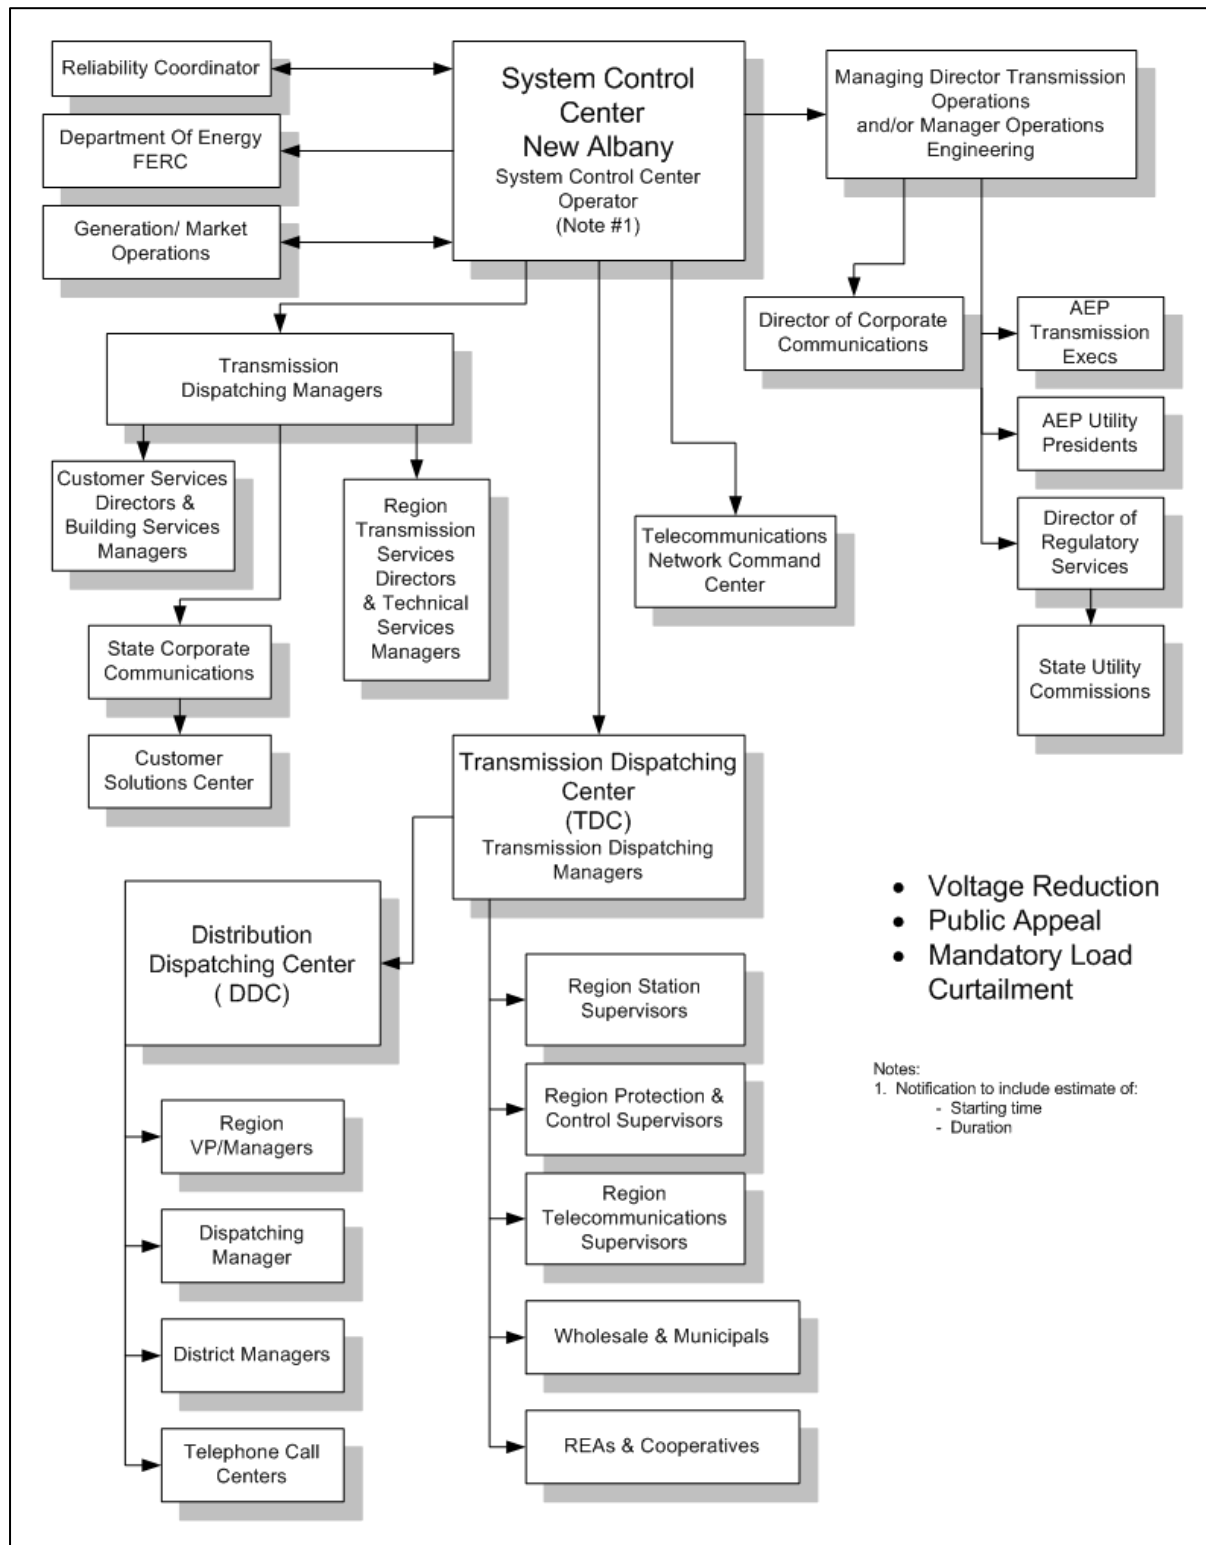 Reliability Coordinator
Department Of Energy
FERC
Generation/ Market
Operations
System Control
Center
New Albany
System Control Center
Operator
(Note #1)
Managing Director Transmission
Operations
and/or Manager Operations
Engineering
Director of Corporate
Communications
AEP
Transmission
Execs
AEP Utility
Presidents
Director of
Regulatory
Services
State Utility
Commissions
Transmission
Dispatching Managers
Customer Services
Directors &
Building Services
Managers
Region
Transmission
Services
Directors
& Technical
Services
Managers
Telecommunications
Network Command
Center
State Corporate
Communications
Customer
Solutions Center
Transmission Dispatching
Center
(TDC)
Transmission Dispatching
Managers
Distribution
Dispatching Center
( DDC)
Region
VP/Managers
Dispatching
Manager
District Managers
Telephone Call
Centers
Region Station
Supervisors
Region Protection &
Control Supervisors
Region
Telecommunications
Supervisors
Wholesale & Municipals
REAs & Cooperatives
• Voltage Reduction
• Public Appeal
• Mandatory Load
Curtailment
Notes:
1. Notification to include estimate of:
- Starting time
- Duration